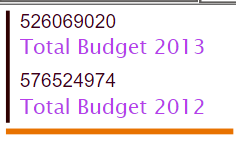 526069020
Total Budget 2013
576524974
Total Budget 2012